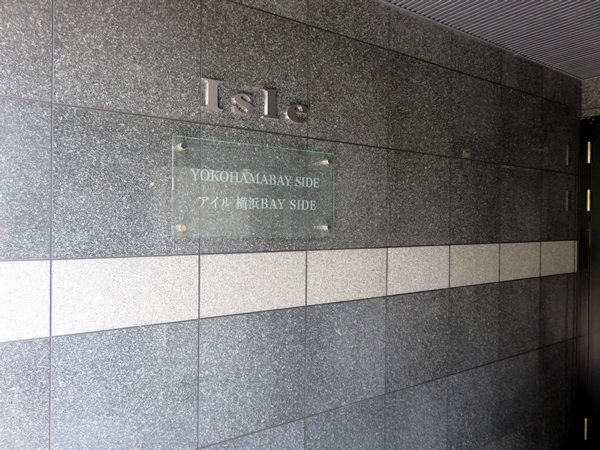 Isle
YOKOHAMABAY SIDE
アイル 横浜BAY SIDE